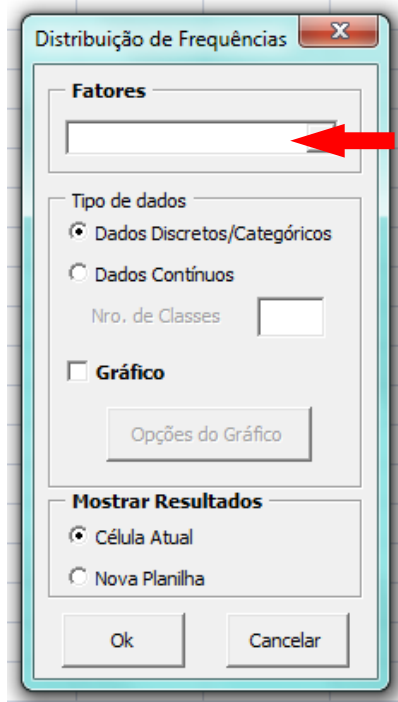 Distribuição de Frequências
Fatores
Tipo de dados
Dados Discretos/Categóricos
Dados Contínuos
Nro. de Classes
Gráfico
Opções do Gráfico
Mostrar Resultados
Célula Atual
Nova Planilha
Ok Cancelar